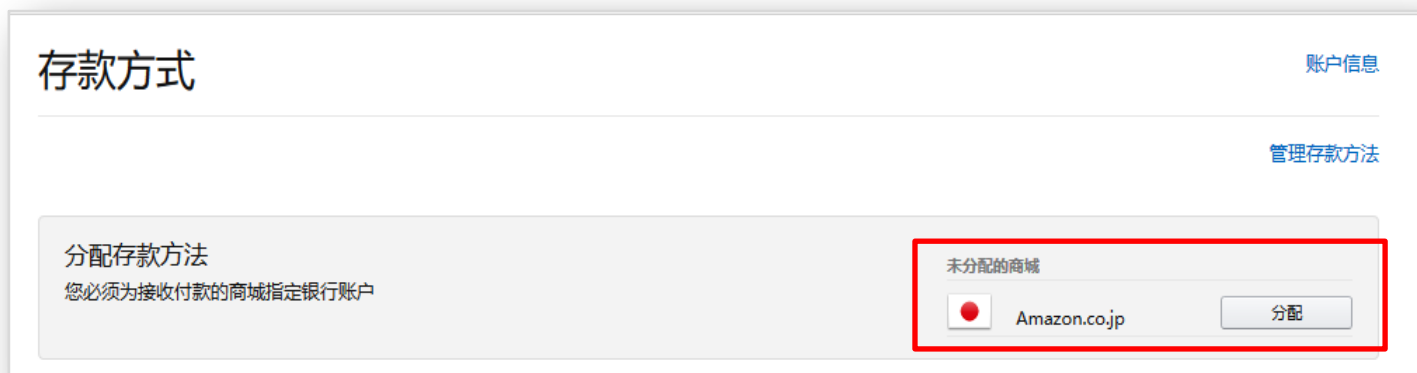 存款方式
账户信息
管理存款方法
分配存款方法
您必须为接收付款的商城指定银行账户
未分配的商城
Amazon.co.jp
分配